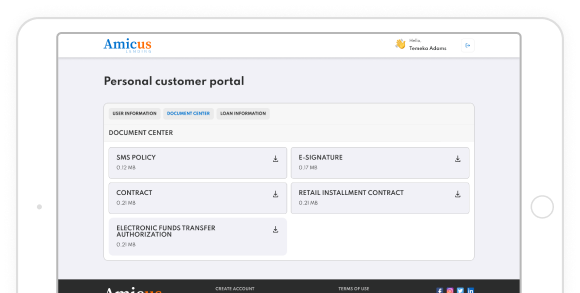 Amicus
LENDING
Hello,
Temeka Adams
Personal customer portal
USER INFORMATION DOCUMENT CENTER LOAN INFORMATION
DOCUMENT CENTER
SMS POLICY
0,12 MB
E-SIGNATURE
0,17 MB
CONTRACT
0,21 MB
RETAIL INSTALLMENT CONTRACT
0,21 MB
ELECTRONIC FUNDS TRANSFER
AUTHORIZATION
0,21 MB
Amicus
CREATE ACCOUNT
TERMS OF USE